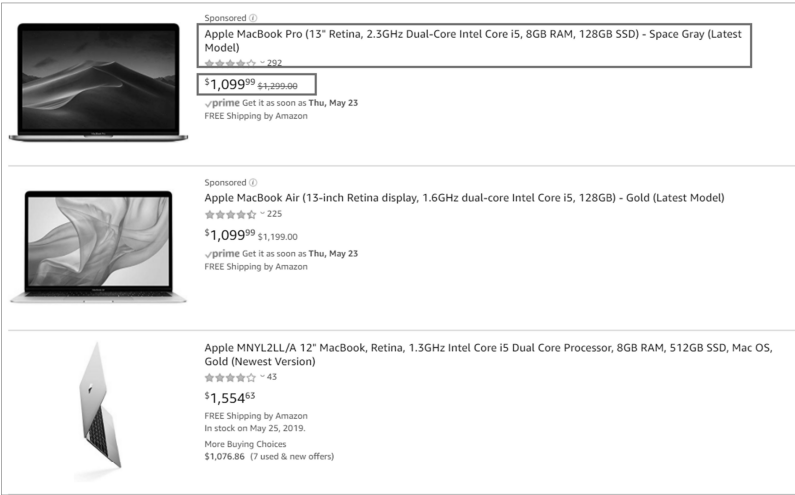 Sponsored
Apple MacBook Pro (13" Retina, 2.3GHz Dual-Core Intel Core i5, 8GB RAM, 128GB SSD) - Space Gray (Latest
Model)
292
$1,099.99 $1,299.00
prime Get it as soon as Thu, May 23
FREE Shipping by Amazon
Sponsored
Apple MacBook Air (13-inch Retina display, 1.6GHz dual-core Intel Core i5, 128GB) - Gold (Latest Model)
225
$1,099.99 $1,199.00
prime Get it as soon as Thu, May 23
FREE Shipping by Amazon
Apple MNYL2LL/A 12" MacBook, Retina, 1.3GHz Intel Core i5 Dual Core Processor, 8GB RAM, 512GB SSD, Mac OS,
Gold (Newest Version)
43
$1,554.63
FREE Shipping by Amazon
In stock on May 25, 2019.
More Buying Choices
$1,076.86 (7 used & new offers)